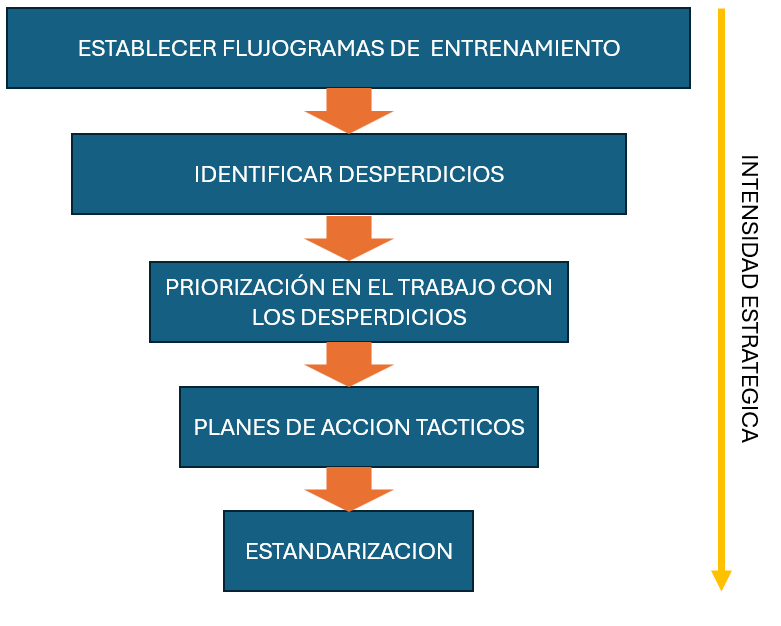 ESTABLECER FLUJOGRAMAS DE ENTRENAMIENTO
IDENTIFICAR DESPERDICIOS
PRIORIZACIÓN EN EL TRABAJO CON
LOS DESPERDICIOS
PLANES DE ACCION TACTICOS
ESTANDARIZACION
INTENSIDAD ESTRATEGICA